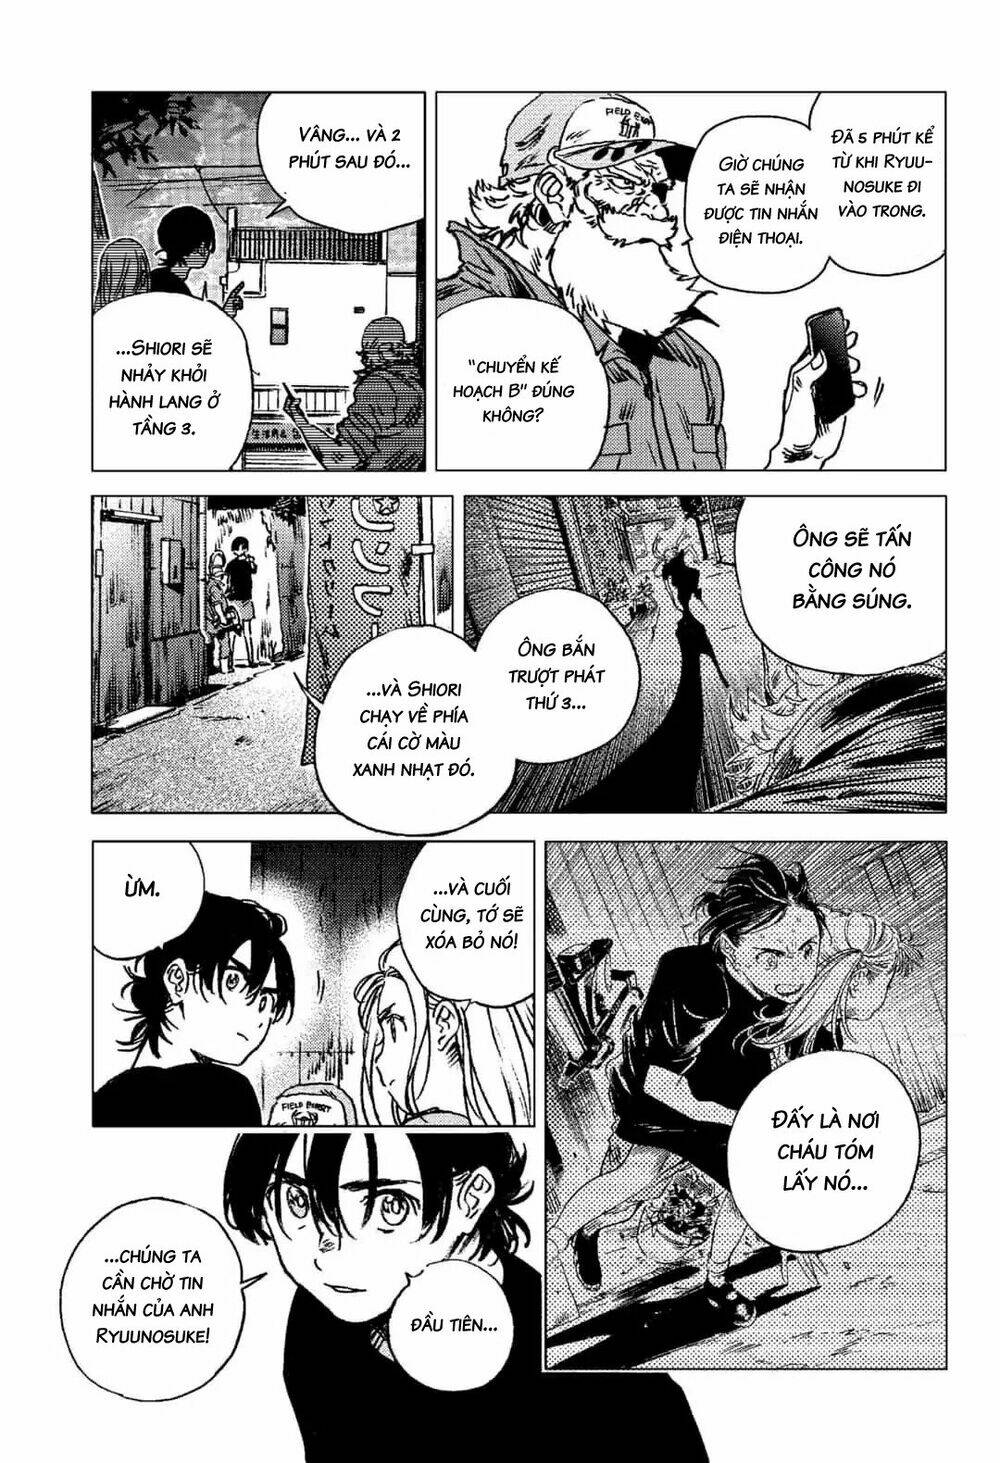 ĐÃ 5 PHÚT KỂ
TỪ KHI RYUU-
NOSUKE ĐI
VÀO TRONG.
GIỜ CHÚNG
TA SẼ NHẬN
ĐƯỢC TIN NHẮN
ĐIỆN THOẠI.
"CHUYỂN KẾ
HOẠCH B" ĐÚNG
KHÔNG?
VÂNG... VÀ 2
PHÚT SAU ĐÓ...
...SHIORI SẼ
NHẢY KHỎI
HÀNH LANG Ở
TẦNG 3.
ÔNG SẼ TẤN
CÔNG NÓ
BẰNG SÚNG.
ÔNG BẮN
TRƯỢT PHÁT
THỨ 3...
...VÀ SHIORI
CHẠY VỀ PHÍA
CÁI CỜ MÀU
XANH NHẠT ĐÓ.
ĐẤY LÀ NƠI
CHÁU TÓM
LẤY NÓ...
...VÀ CUỐI
CÙNG, TỚ SẼ
XÓA BỎ NÓ!
ỪM.
ĐẦU TIÊN...
...CHÚNG TA
CẦN CHỜ TIN
NHẮN CỦA ANH
RYUUNOSUKE!